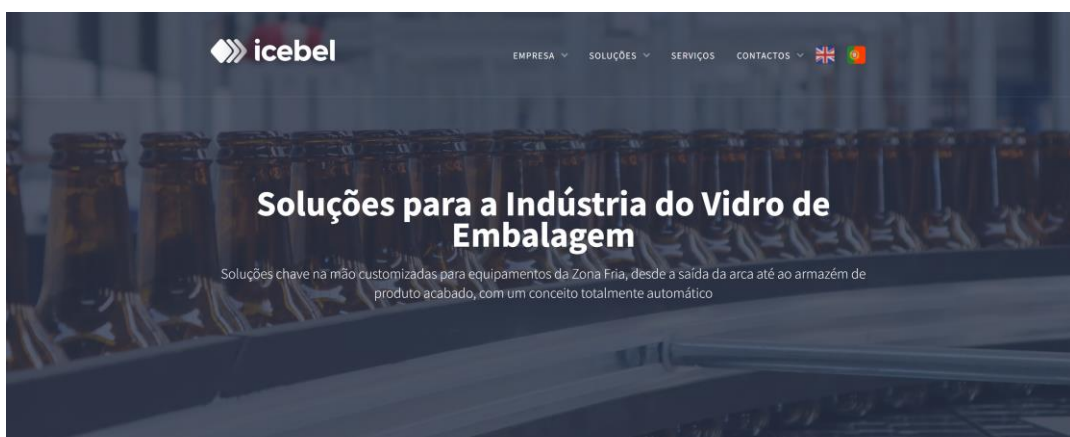 icebel
EMPRESA
SOLUÇÕES
SERVIÇOS
CONTACTOS
Soluções para a Indústria do Vidro de
Embalagem
Soluções chave na mão customizadas para equipamentos da Zona Fria, desde a saída da arca até ao armazém de
produto acabado, com um conceito totalmente automático